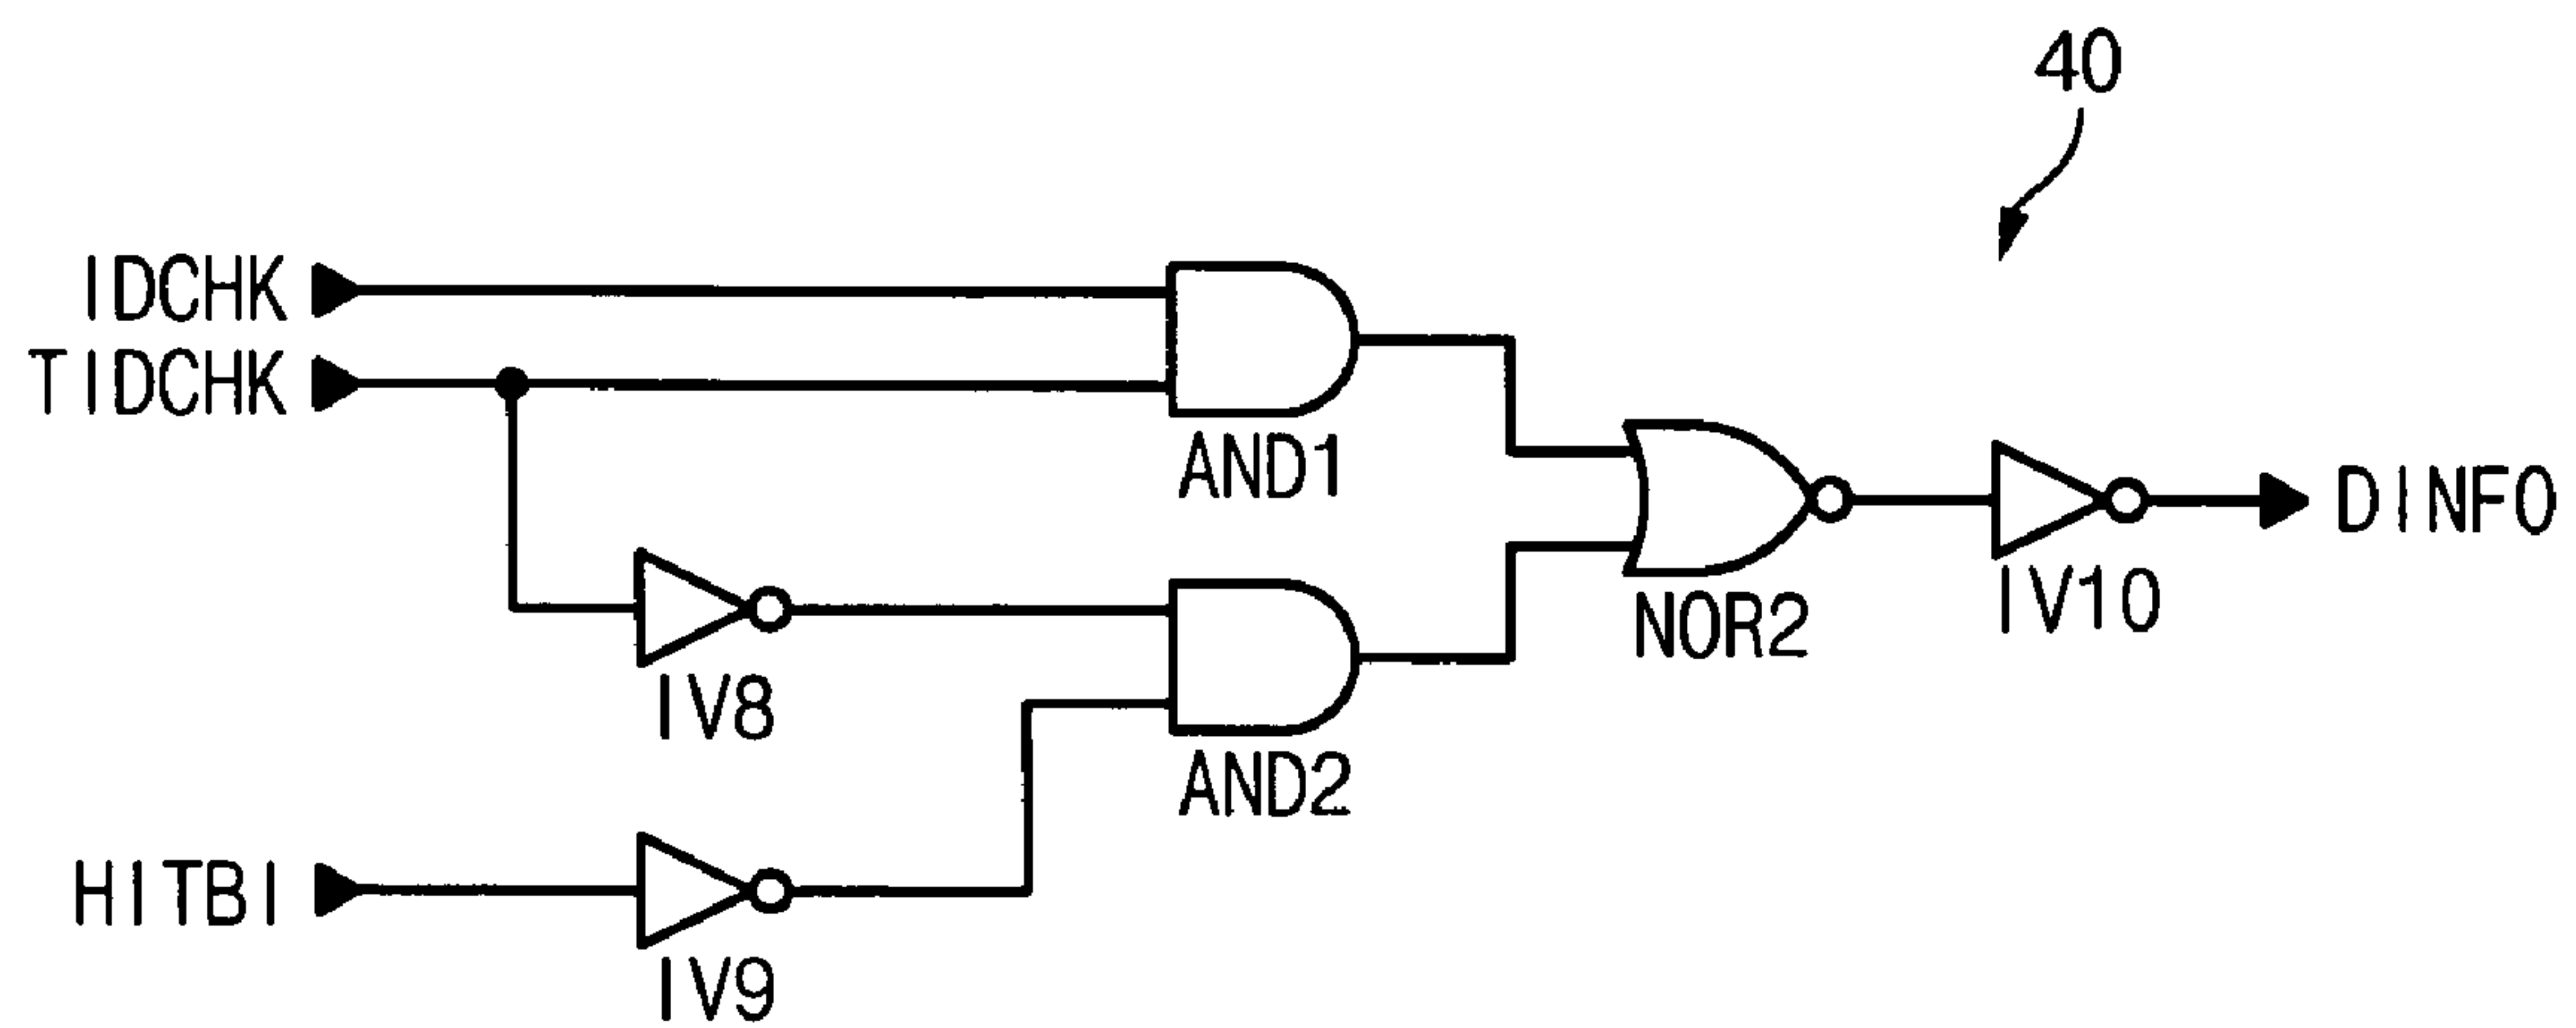 40
IDCHK
TIDCHK
AND1
DINFO
NOR2
IV10
IV8
AND2
HITBI
IV9